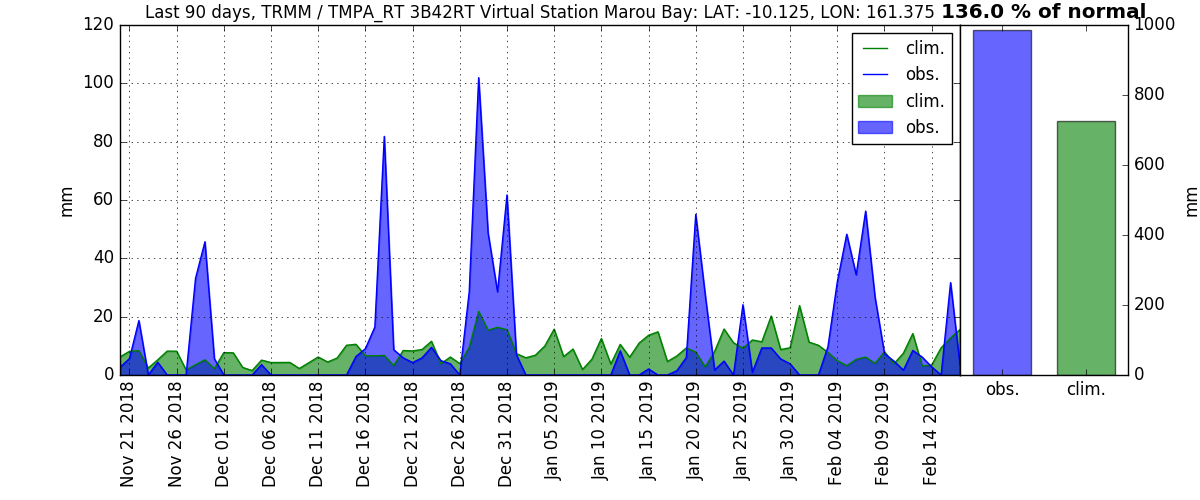 Last 90 days, TRMM / TMPA_RT 3B42RT Virtual Station Marou Bay: LAT: -10.125, LON: 161.375 136.0 % of normal
120
100
80
60
40
20
0
mm
clim.
obs.
clim.
obs.
Nov 21 2018
Nov 26 2018
Dec 01 2018
Dec 06 2018
Dec 11 2018
Dec 16 2018
Dec 21 2018
Dec 26 2018
Dec 31 2018
Jan 05 2019
Jan 10 2019
Jan 15 2019
Jan 20 2019
Jan 25 2019
Jan 30 2019
Feb 04 2019
Feb 09 2019
Feb 14 2019
1000
800
600
400
200
0
mm
obs.
clim.